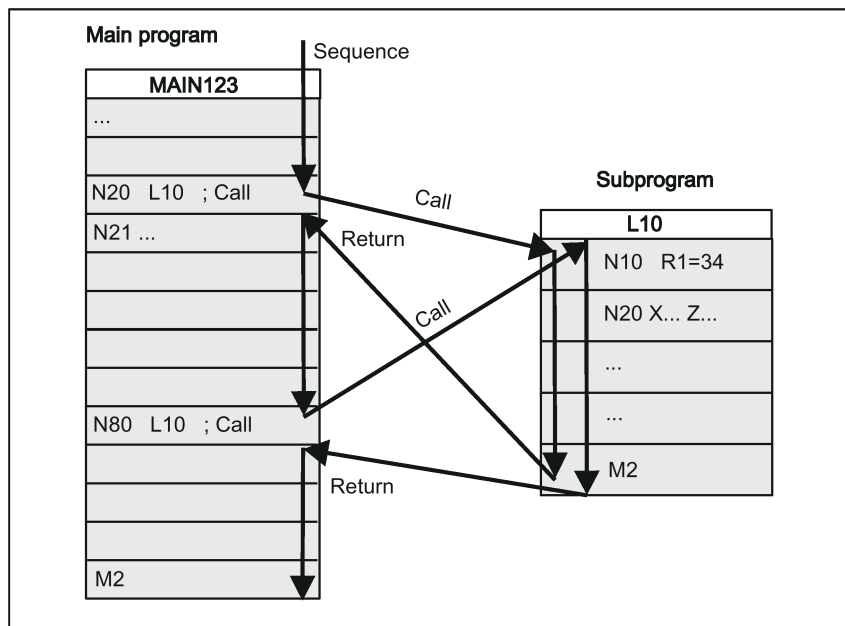 Main program
Sequence
MAIN123
...
N20 L10 ; Call
N21 ...
N80 L10 ; Call
M2
Call
Return
Call
Return
Subprogram
L10
N10 R1=34
N20 X... Z...
...
...
M2